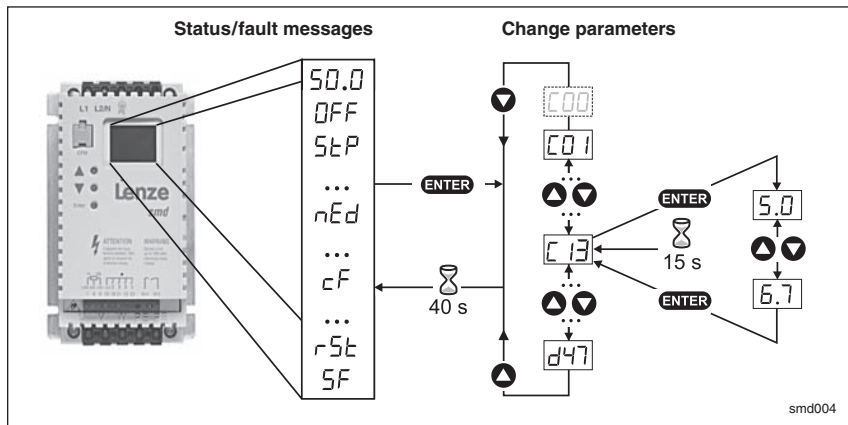 Status/fault messages
Change parameters
L1 L2/N
Lenze
smd
ATTENTION
WARNING
50.0
OFF
StP
...
nEd
...
cF
...
rSt
SF
ENTER
40 s
C00
C01
...
...
C13
...
...
d47
ENTER
15 s
ENTER
5.0
6.7
smd004